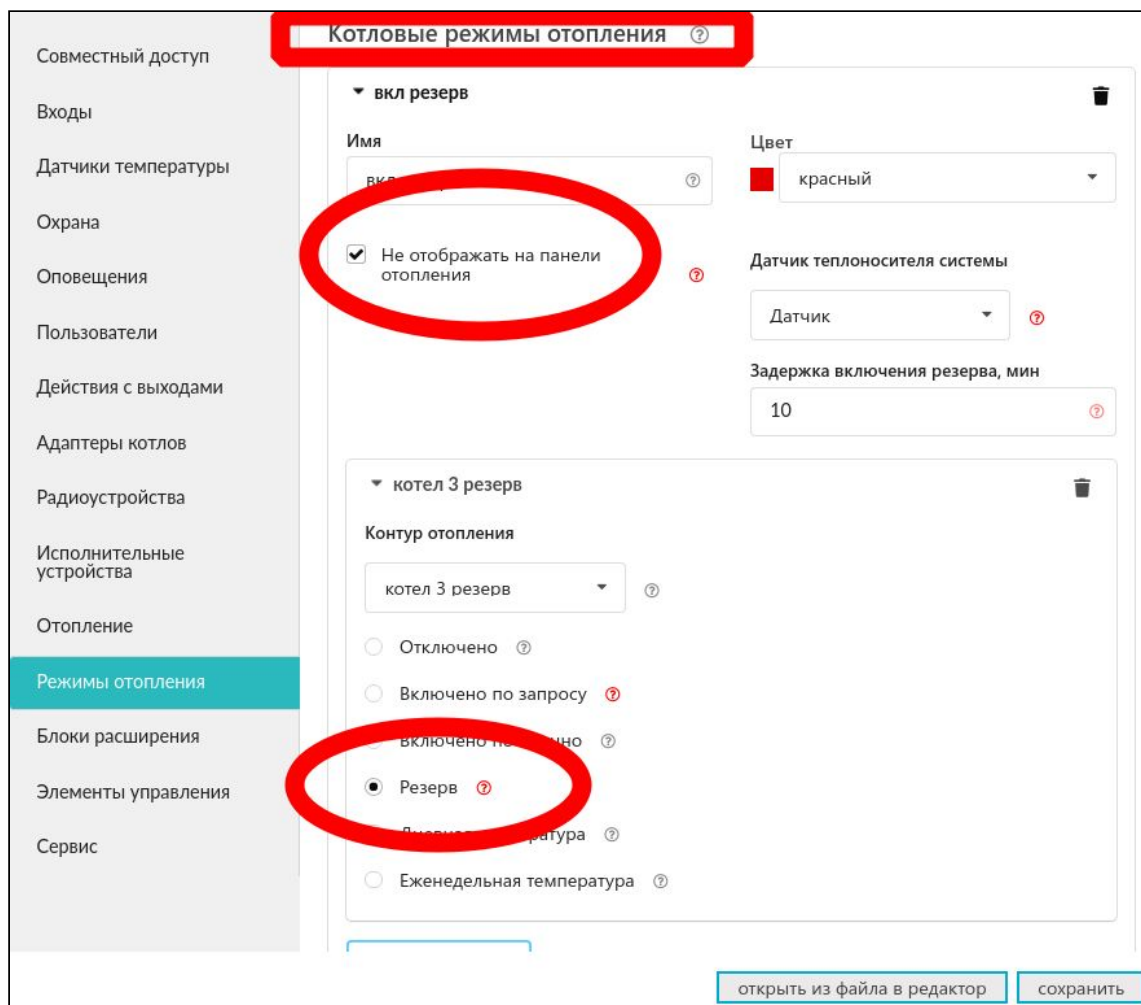 Совместный доступ
Входы
Датчики температуры
Охрана
Оповещения
Пользователи
Действия с выходами
Адаптеры котлов
Радиоустройства
Исполнительные
устройства
Отопление
Режимы отопления
Блоки расширения
Элементы управления
Сервис
Котловые режимы отопления
вкл резерв
Имя
Цвет
красный
Не отображать на панели
отопления
Датчик теплоносителя системы
Датчик
Задержка включения резерва, мин
10
котел 3 резерв
Контур отопления
котел 3 резерв
Отключено
Включено по запросу
Включено
Резерв
Еженедельная температура
открыть из файла в редактор
сохранить